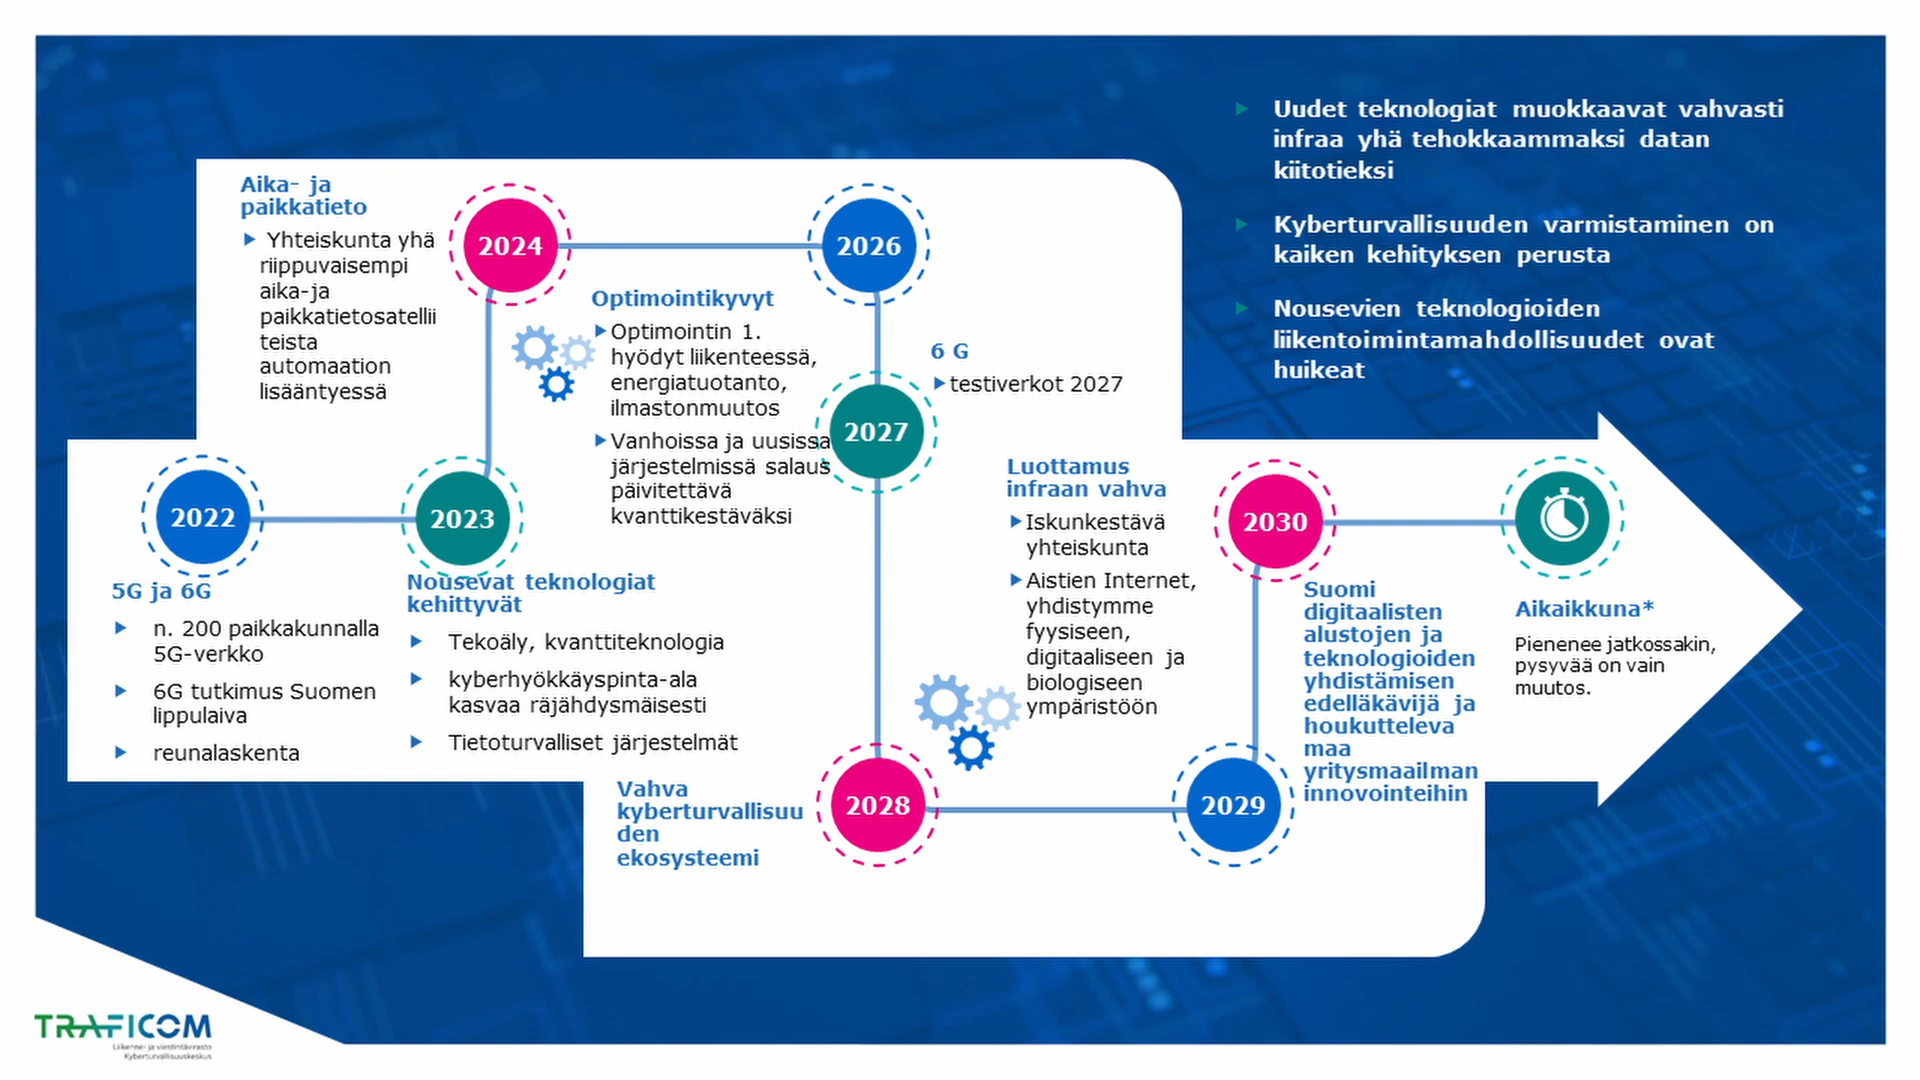 Uudet teknologiat muokkaavat vahvasti
infraa yhä tehokkaammaksi datan
kiitotieksi
Kyberturvallisuuden varmistaminen on
kaiken kehityksen perusta
Nousevien teknologioiden
liikentoimintamahdollisuudet ovat
huikeat
2022
5G ja 6G
n. 200 paikkakunnalla
5G-verkko
6G tutkimus Suomen
lippulaiva
reunalaskenta
2023
Nousevat teknologiat
kehittyvät
Tekoäly, kvanttiteknologia
kyberhyökkäyspinta-ala
kasvaa räjähdysmäisesti
Tietoturvalliset järjestelmät
Aika- ja
paikkatieto
Yhteiskunta yhä
riippuvaisempi
aika-ja
paikkatietosatellii
teista
automaation
lisääntyessä
2024
Optimointikyvyt
Optimointin 1.
hyödyt liikenteessä,
energiatuotanto,
ilmastonmuutos
Vanhoissa ja uusissa
järjestelmissä salaus
päivitettävä
kvanttikestäväksi
2026
6 G
testiverkot 2027
2027
Vahva
kyberturvallisuu
den
ekosysteemi
2028
Luottamus
infraan vahva
Iskunkestävä
yhteiskunta
Aistien Internet,
yhdistymme
fyysiseen,
digitaaliseen ja
biologiseen
ympäristöön
2029
2030
Suomi
digitaalisten
alustojen ja
teknologioiden
yhdistämisen
edelläkävijä ja
houkutteleva
maa
yritysmaailman
innovointeihin
Aikaikkuna*
Pienenee jatkossakin,
pysyvää on vain
muutos.
TRAFICOM
Liikenne- ja viestintävirasto
Kyberturvallisuuskeskus